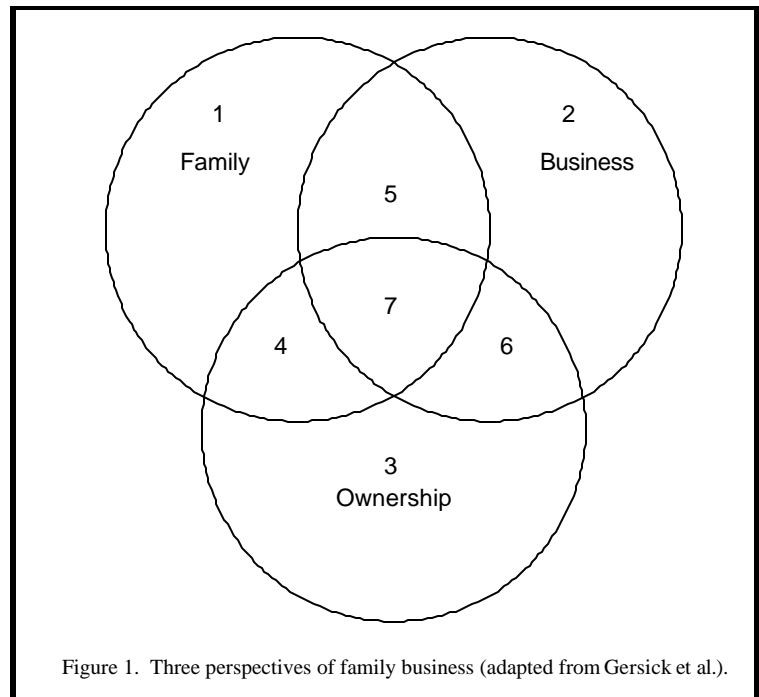 1
2
Family
Business
5
7
4
6
3
Ownership
Figure 1. Three perspectives of family business (adapted from Gersick et al.).